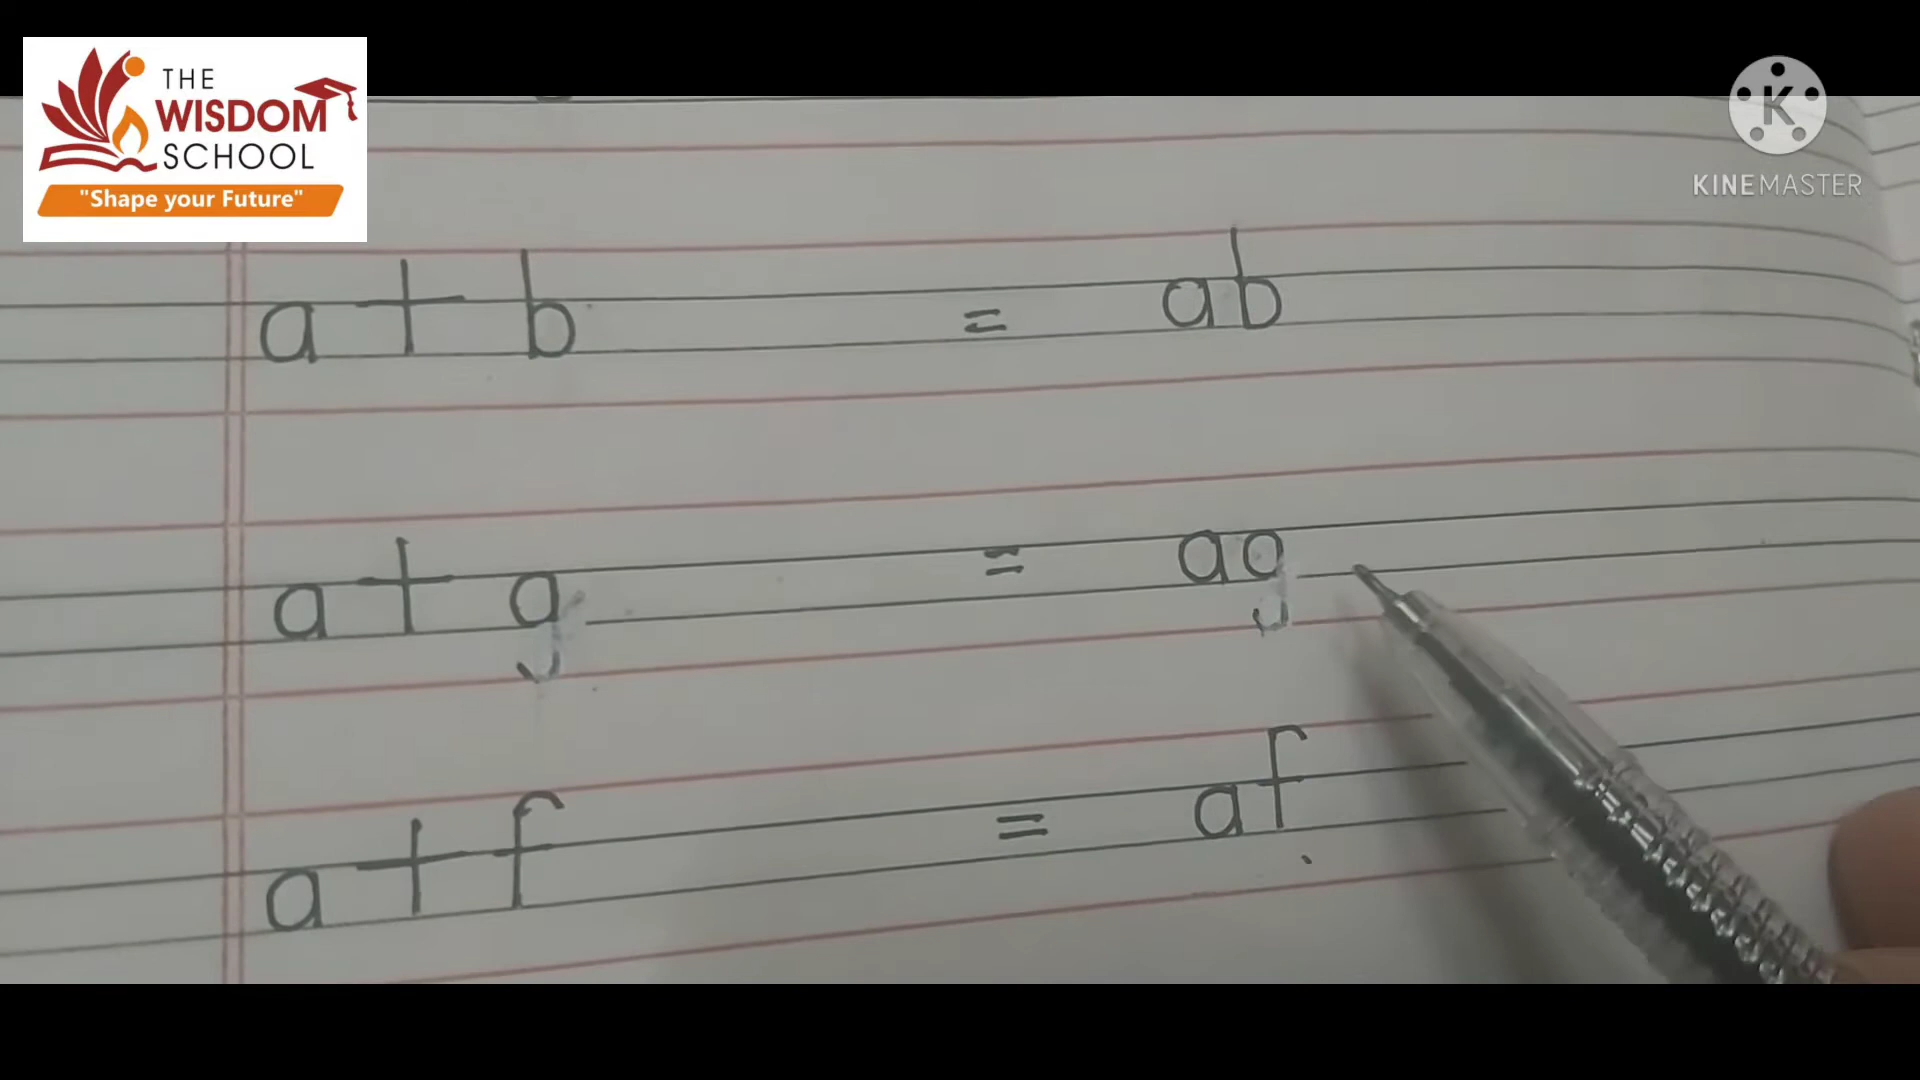 THE
WISDOM
SCHOOL
"Shape your Future"
K
KINEMASTER
a + b = ab
a + g = ag
a + f = af